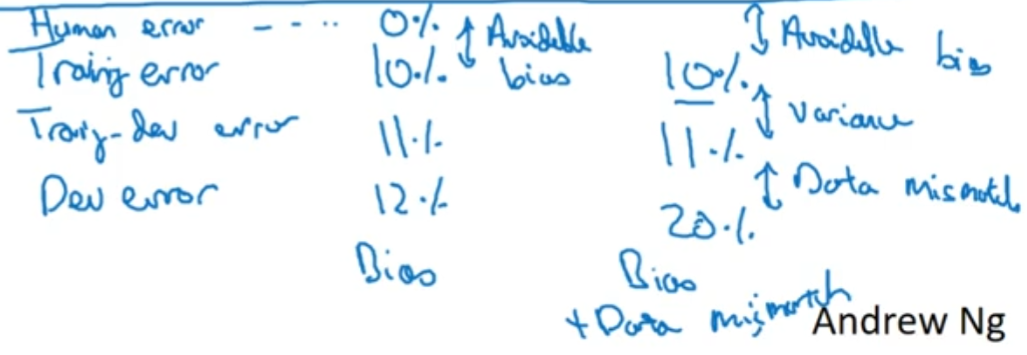 Human error ---.. 0% ↕ Avoidable bias ↕ Avoidable bias
Training error 10% 10%
↕ Variance
Training-dev error 11% 11%
↕ Data mismatch
Dev error 12% 20%
Bias Bias
+ Data mismatch
Andrew Ng